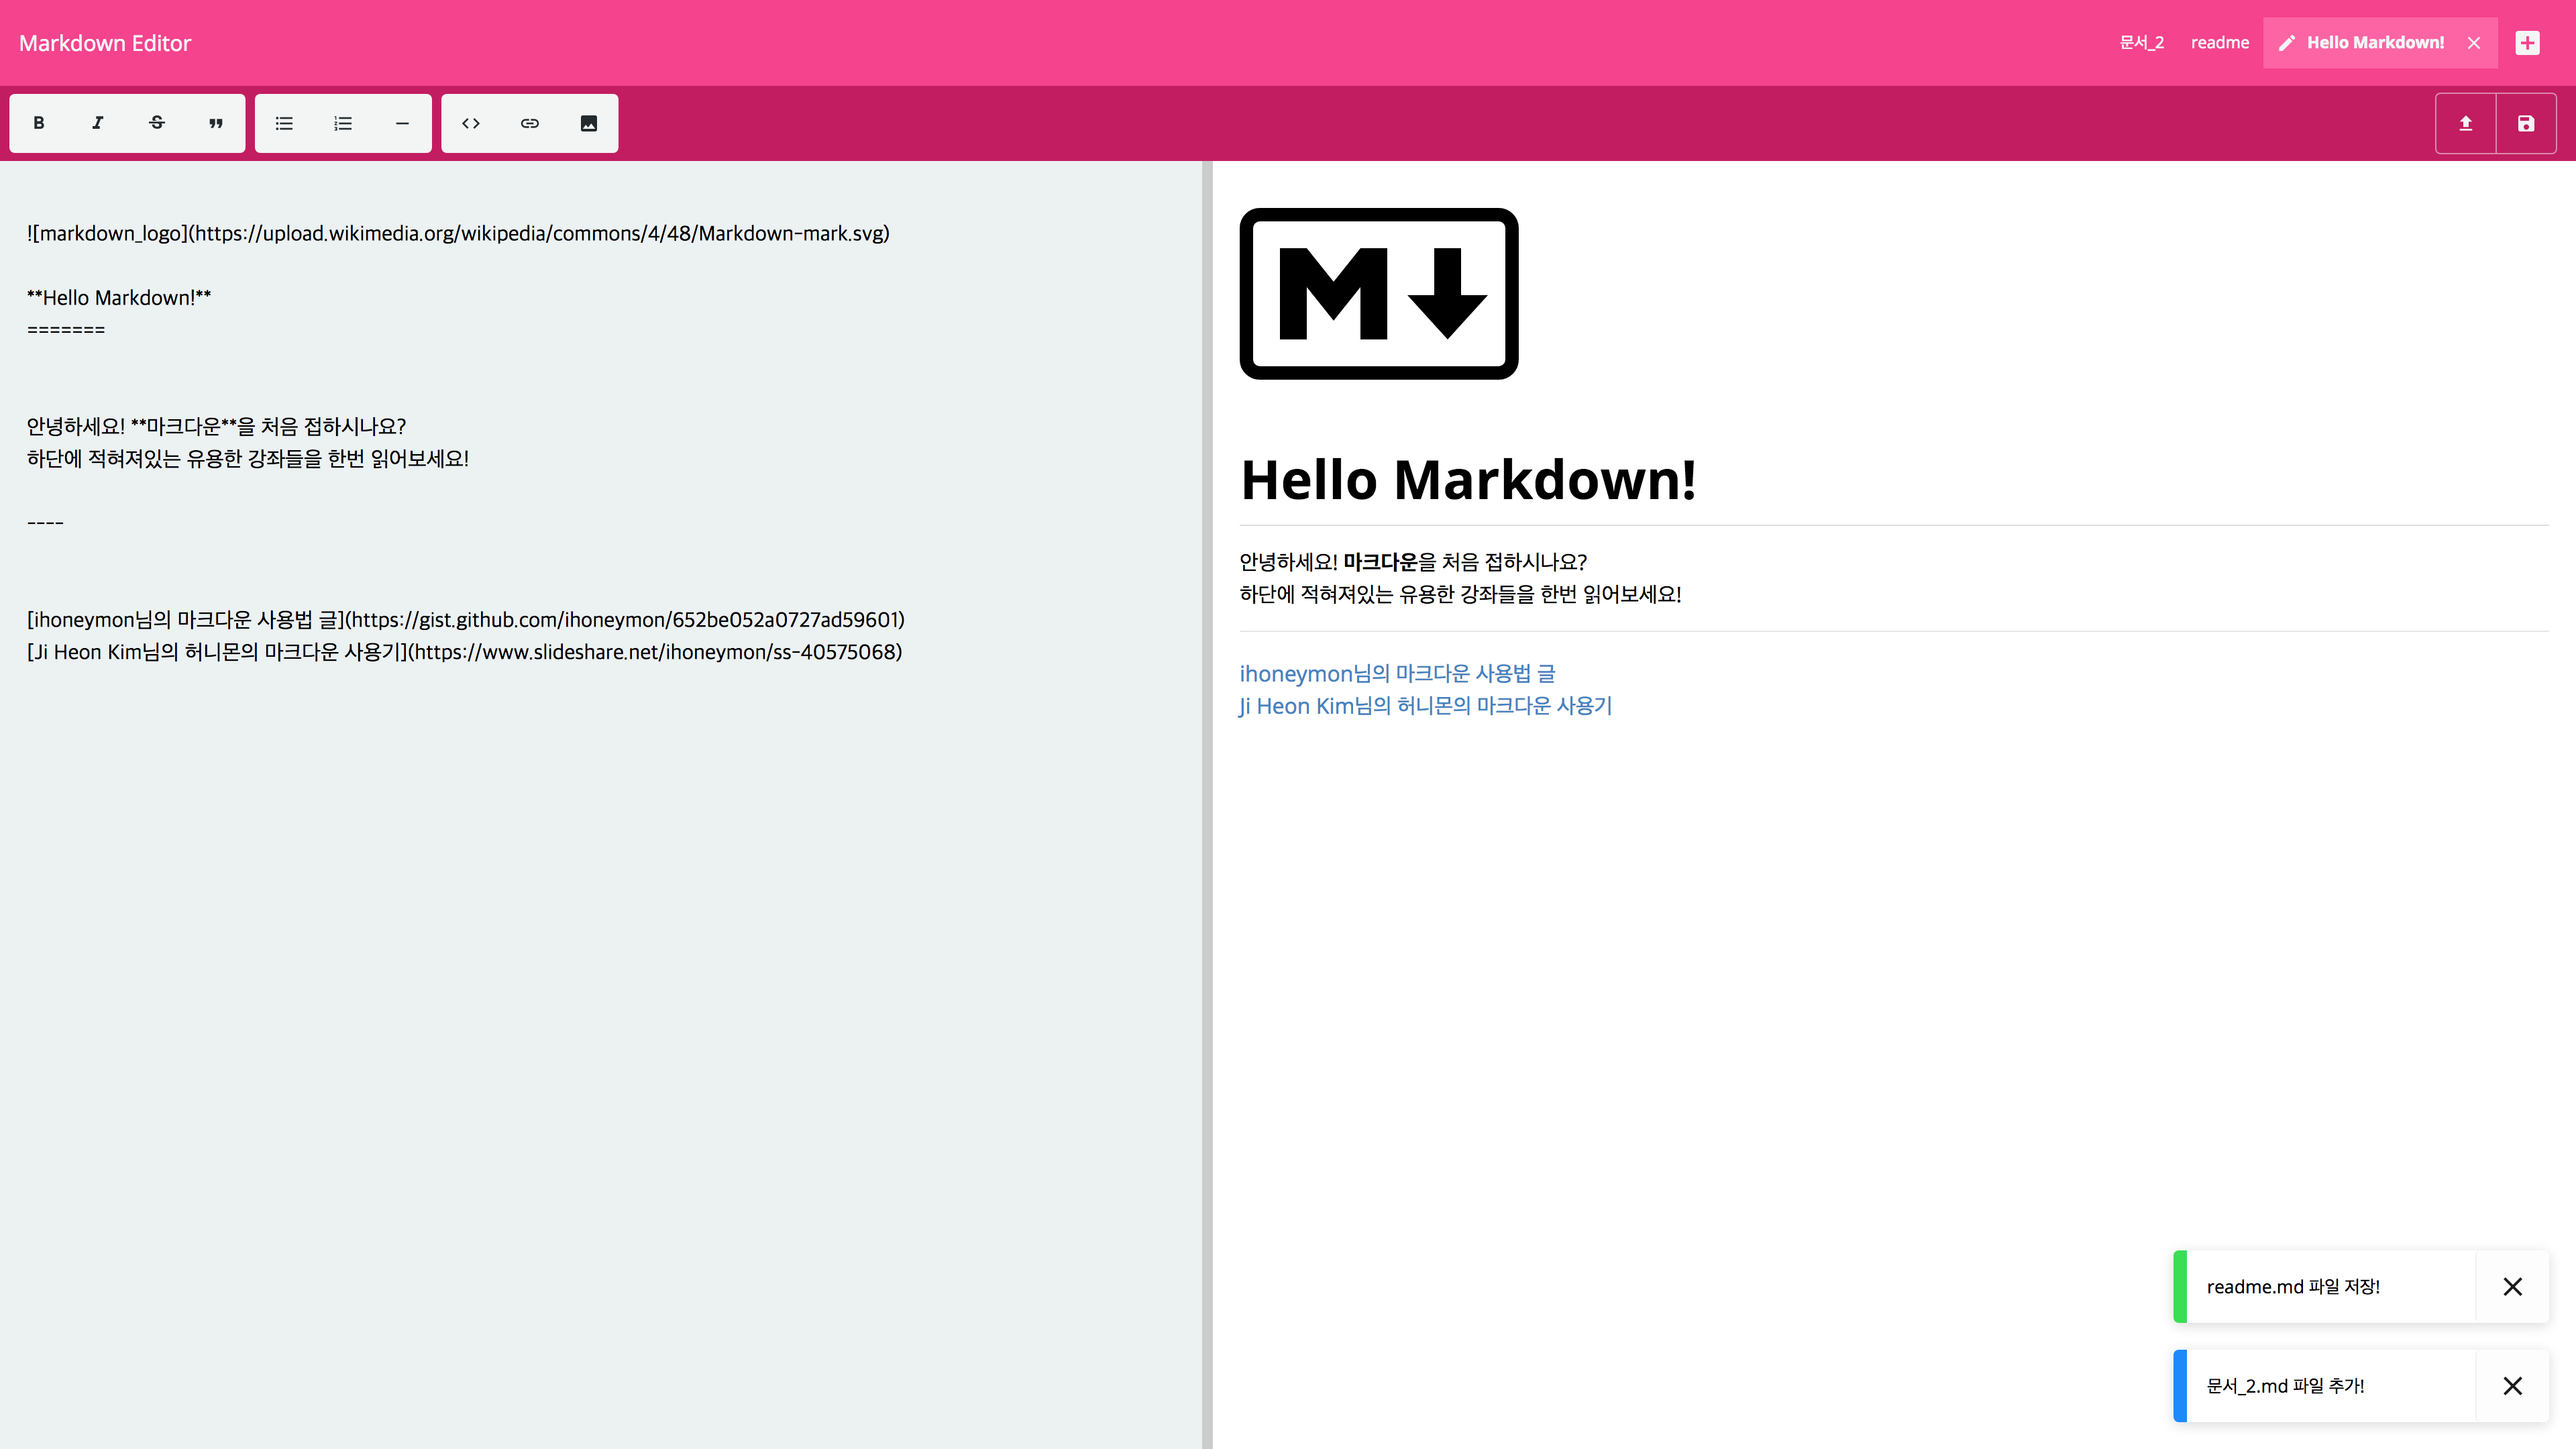 Markdown Editor
문서_2
readme
Hello Markdown!
![markdown_logo](https://upload.wikimedia.org/wikipedia/commons/4/48/Markdown-mark.svg)
**Hello Markdown!**
=======
안녕하세요! **마크다운**을 처음 접하시나요?
하단에 적혀져있는 유용한 강좌들을 한번 읽어보세요!
----
[ihoneymon님의 마크다운 사용법 글](https://gist.github.com/ihoneymon/652be052a0727ad59601)
[Ji Heon Kim님의 허니몬의 마크다운 사용기](https://www.slideshare.net/ihoneymon/ss-40575068)
M
Hello Markdown!
안녕하세요! 마크다운을 처음 접하시나요?
하단에 적혀져있는 유용한 강좌들을 한번 읽어보세요!
ihoneymon님의 마크다운 사용법 글
Ji Heon Kim님의 허니몬의 마크다운 사용기
readme.md 파일 저장!
문서_2.md 파일 추가!